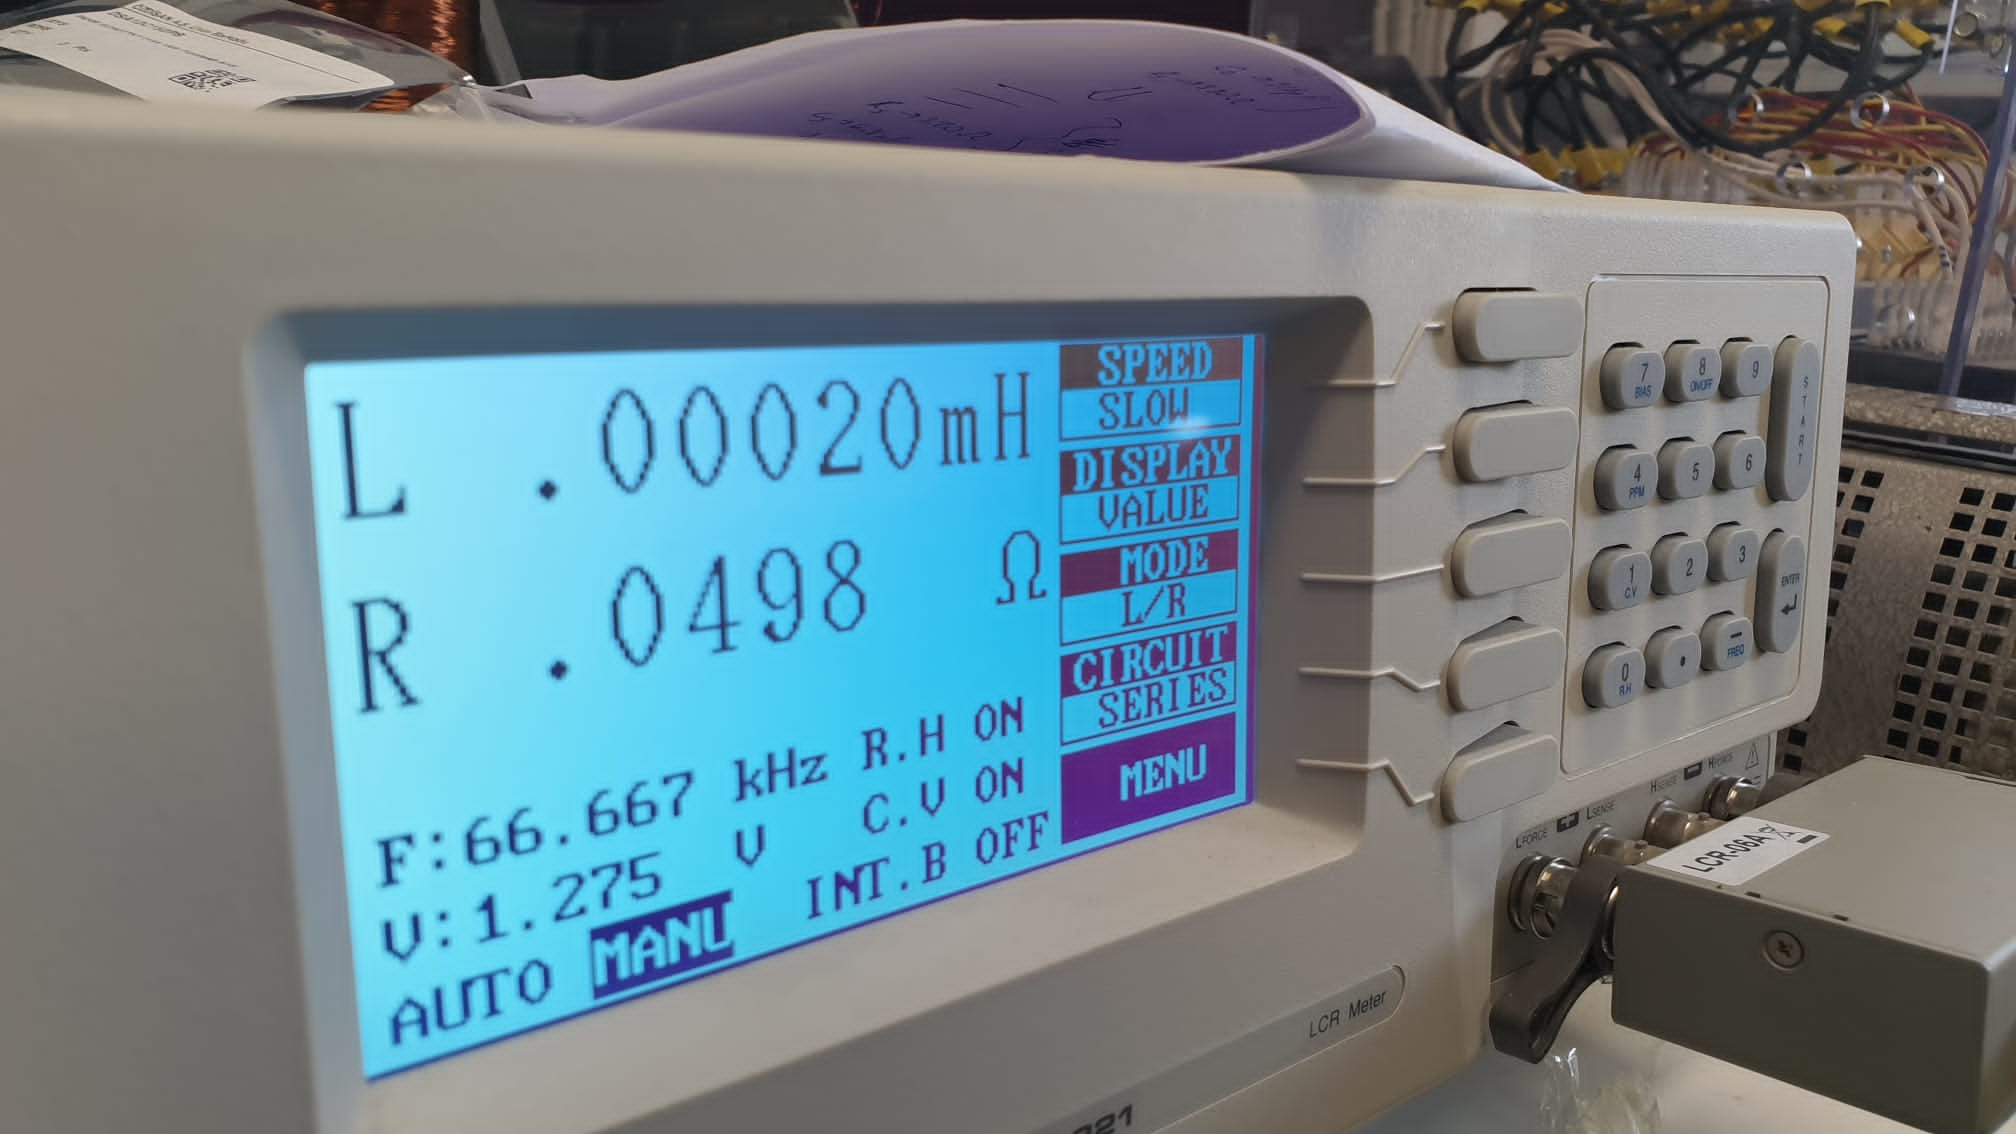 L .00020mH
R .0498 Ω
F:66.667 kHz R.H ON
V:1.275 V C.V ON
AUTO MANU INT.B OFF
SPEED
SLOW
DISPLAY
VALUE
MODE
L/R
CIRCUIT
SERIES
MENU
7 8 9
BIAS ON/OFF
4 5 6
PPM
1 2 3
C.V
0 . -
R.H FREQ
START
ENTER
LFORCE + LSENSE HSENSE - HFORCE
LCR-06A
LCR Meter
821